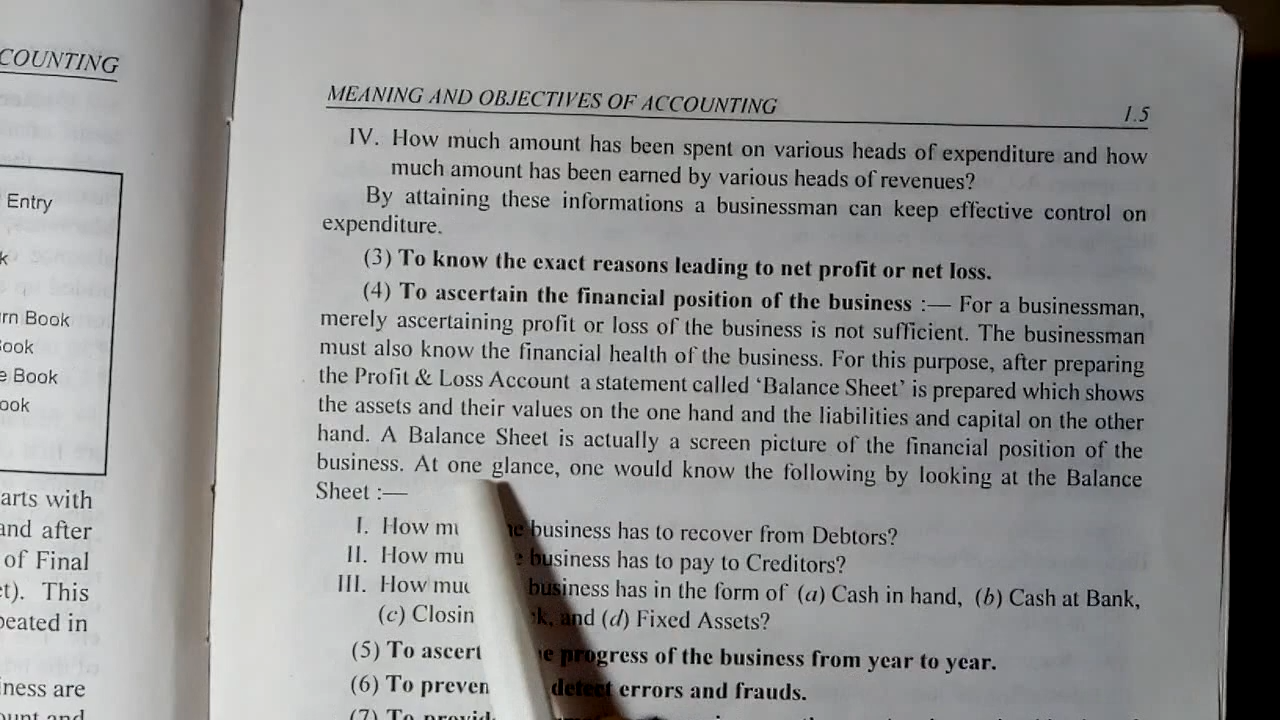 COUNTING
Entry
k
rn Book
ook
e Book
ook
arts with
and after
of Final
et). This
peated in
iness are
ount and
MEANING AND OBJECTIVES OF ACCOUNTING 1.5
IV. How much amount has been spent on various heads of expenditure and how
much amount has been earned by various heads of revenues?
By attaining these informations a businessman can keep effective control on
expenditure.
(3) To know the exact reasons leading to net profit or net loss.
(4) To ascertain the financial position of the business :— For a businessman,
merely ascertaining profit or loss of the business is not sufficient. The businessman
must also know the financial health of the business. For this purpose, after preparing
the Profit & Loss Account a statement called ‘Balance Sheet’ is prepared which shows
the assets and their values on the one hand and the liabilities and capital on the other
hand. A Balance Sheet is actually a screen picture of the financial position of the
business. At one glance, one would know the following by looking at the Balance
Sheet :—
I. How mu business has to recover from Debtors?
II. How mu business has to pay to Creditors?
III. How muc business has in the form of (a) Cash in hand, (b) Cash at Bank,
(c) Closin k, and (d) Fixed Assets?
(5) To ascert e progress of the business from year to year.
(6) To preven detect errors and frauds.
(7) To provid